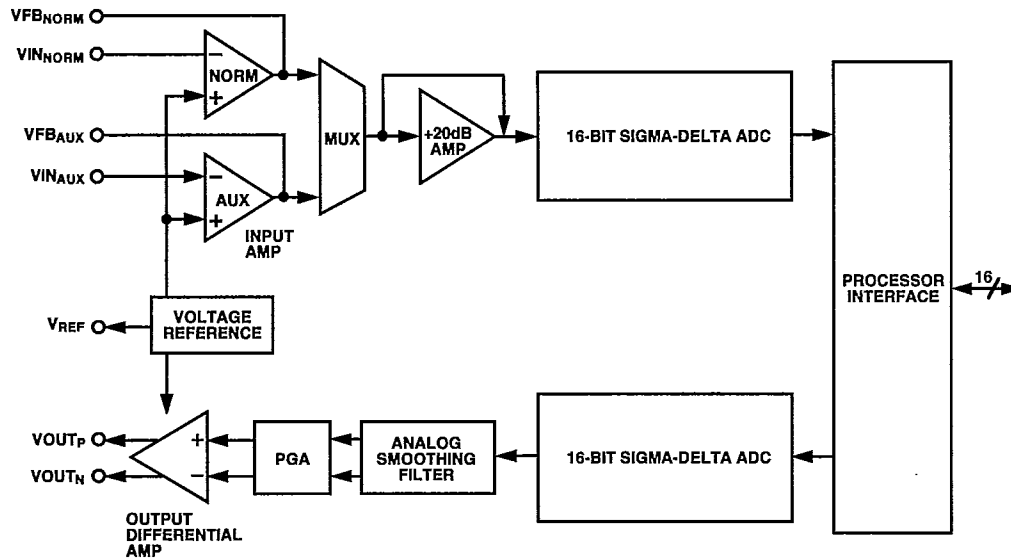 VFBNORM
VINNORM
−
NORM
+
VFBAUX
VINAUX
−
AUX
+
INPUT
AMP
MUX
+20dB
AMP
16-BIT SIGMA-DELTA ADC
PROCESSOR
INTERFACE
16
VREF
VOLTAGE
REFERENCE
VOUTP
VOUTN
+
−
OUTPUT
DIFFERENTIAL
AMP
PGA
ANALOG
SMOOTHING
FILTER
16-BIT SIGMA-DELTA ADC